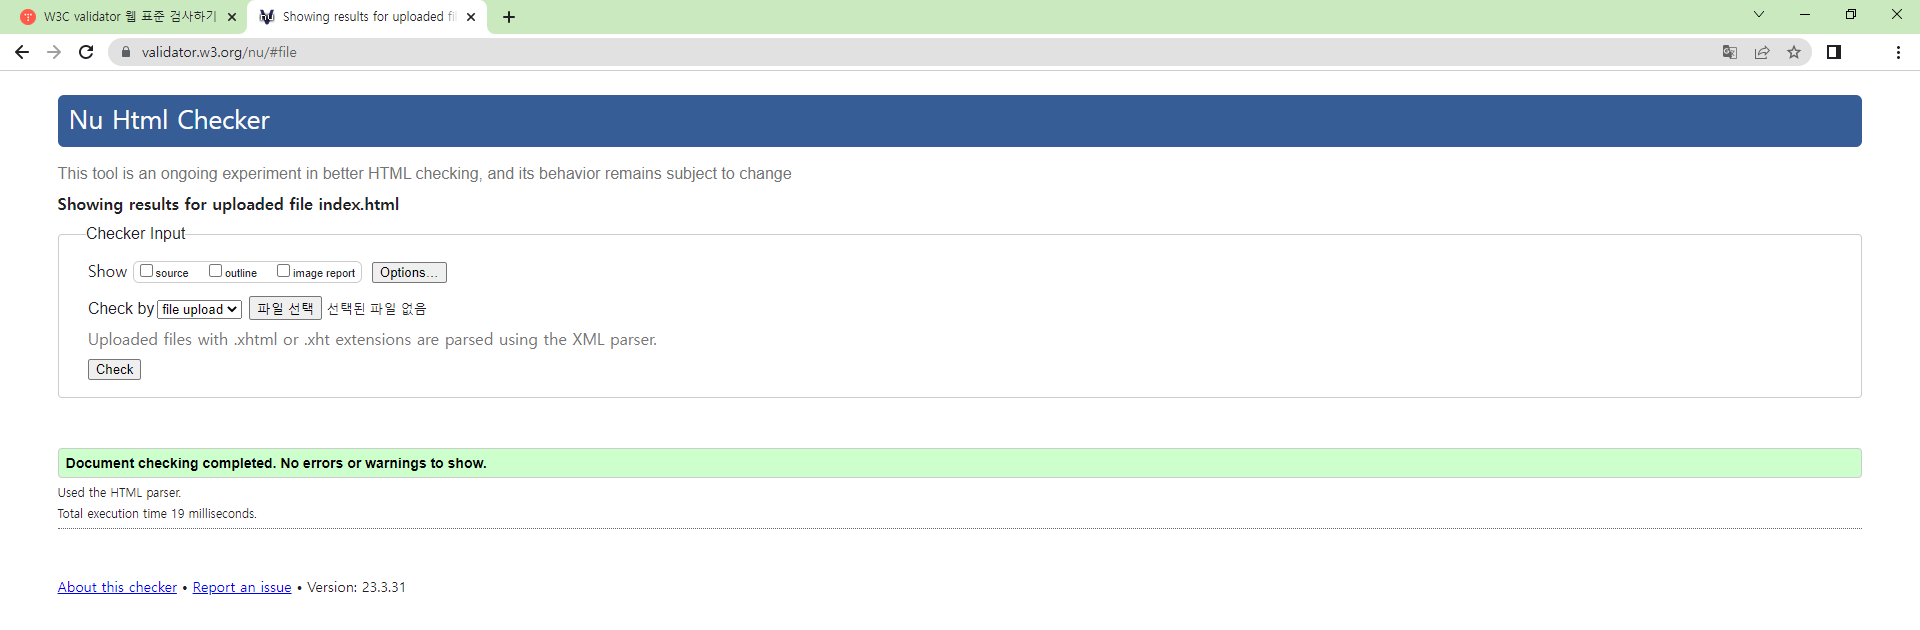 W3C validator 웹 표준 검사하기
Showing results for uploaded fil
validator.w3.org/nu/#file
Nu Html Checker
This tool is an ongoing experiment in better HTML checking, and its behavior remains subject to change
Showing results for uploaded file index.html
Checker Input
Show source outline image report Options...
Check by file upload 파일 선택 선택된 파일 없음
Uploaded files with .xhtml or .xht extensions are parsed using the XML parser.
Check
Document checking completed. No errors or warnings to show.
Used the HTML parser.
Total execution time 19 milliseconds.
About this checker • Report an issue • Version: 23.3.31